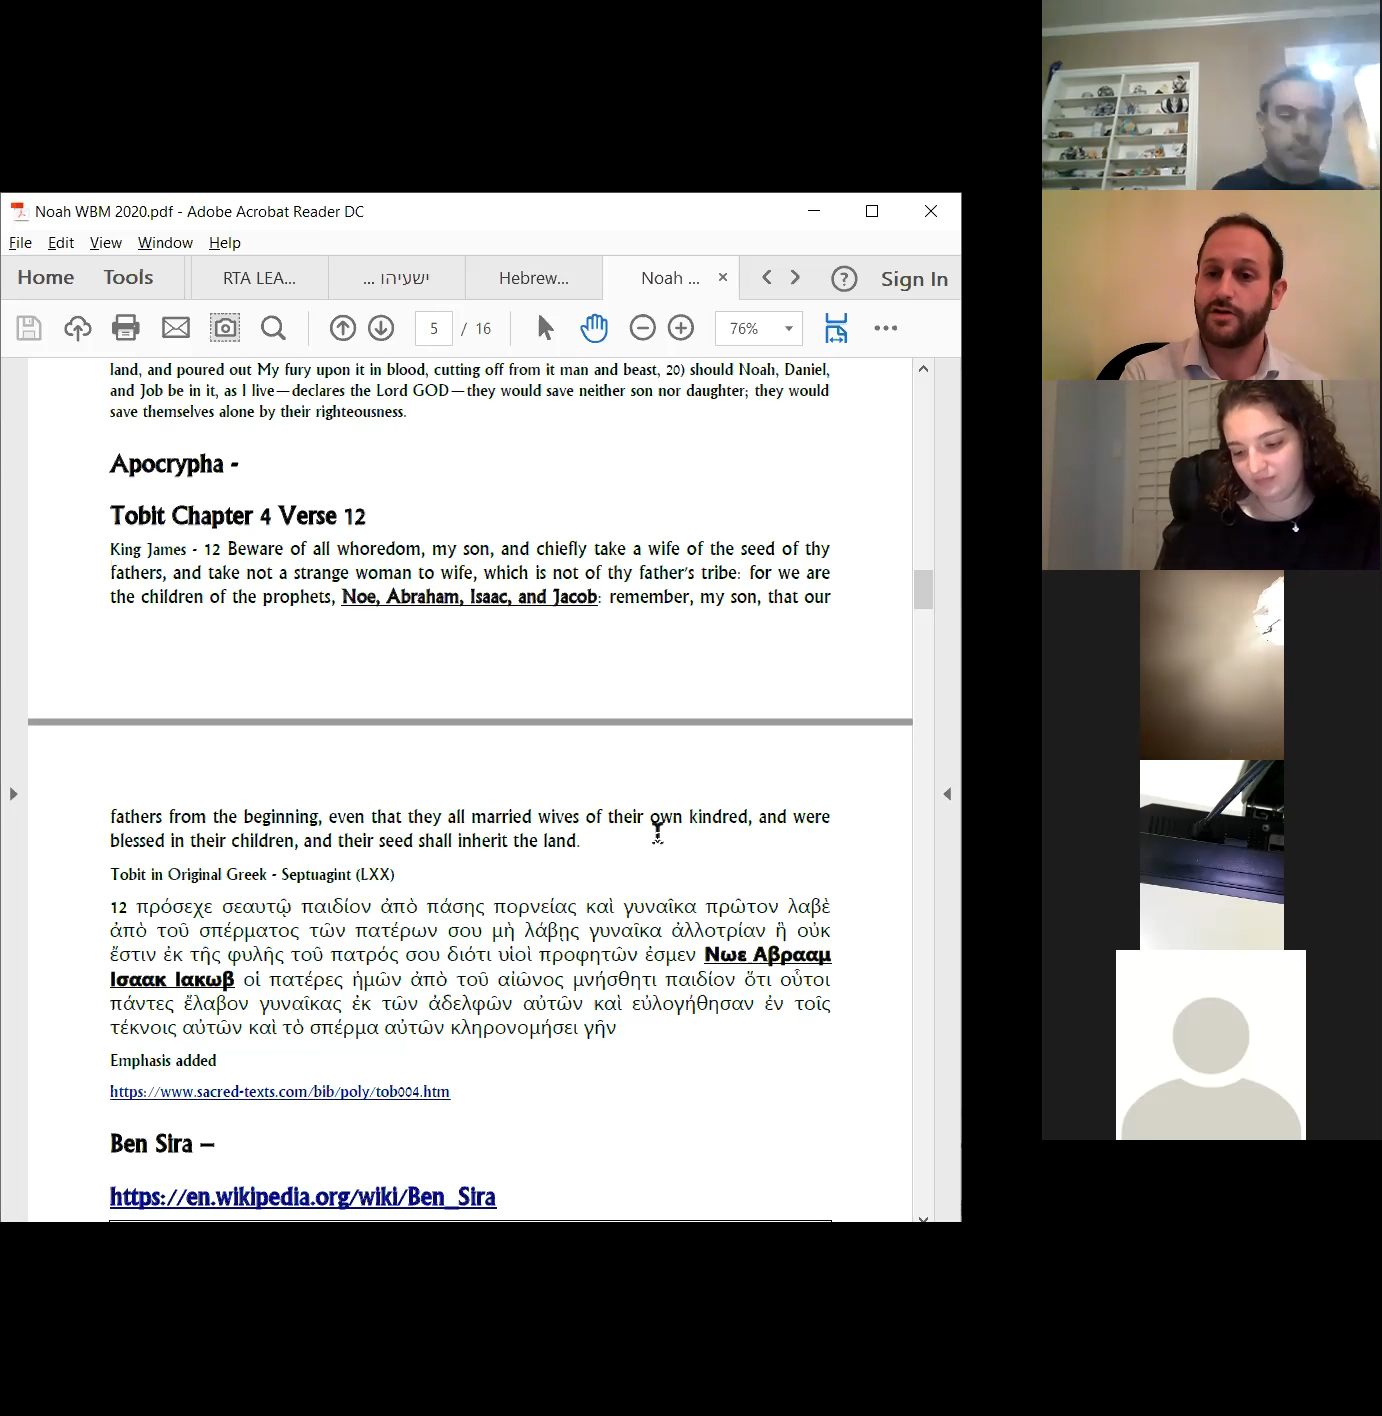 Noah WBM 2020.pdf - Adobe Acrobat Reader DC
File Edit View Window Help
Home Tools RTA LEA... ישעיהו ... Hebrew... Noah ... × Sign In
5 / 16 76%
land, and poured out My fury upon it in blood, cutting off from it man and beast, 20) should Noah, Daniel,
and Job be in it, as I live—declares the Lord GOD—they would save neither son nor daughter; they would
save themselves alone by their righteousness.
Apocrypha -
Tobit Chapter 4 Verse 12
King James - 12 Beware of all whoredom, my son, and chiefly take a wife of the seed of thy
fathers, and take not a strange woman to wife, which is not of thy father's tribe: for we are
the children of the prophets, Noe, Abraham, Isaac, and Jacob: remember, my son, that our
fathers from the beginning, even that they all married wives of their own kindred, and were
blessed in their children, and their seed shall inherit the land.
Tobit in Original Greek - Septuagint (LXX)
12 πρόσεχε σεαυτῷ παιδίον ἀπὸ πάσης πορνείας καὶ γυναῖκα πρῶτον λαβὲ
ἀπὸ τοῦ σπέρματος τῶν πατέρων σου μὴ λάβῃς γυναῖκα ἀλλοτρίαν ἣ οὐκ
ἔστιν ἐκ τῆς φυλῆς τοῦ πατρός σου διότι υἱοὶ προφητῶν ἐσμεν Νωε Αβρααμ
Ισαακ Ιακωβ οἱ πατέρες ἡμῶν ἀπὸ τοῦ αἰῶνος μνήσθητι παιδίον ὅτι οὗτοι
πάντες ἔλαβον γυναῖκας ἐκ τῶν ἀδελφῶν αὐτῶν καὶ εὐλογήθησαν ἐν τοῖς
τέκνοις αὐτῶν καὶ τὸ σπέρμα αὐτῶν κληρονομήσει γῆν
Emphasis added
https://www.sacred-texts.com/bib/poly/tob004.htm
Ben Sira –
https://en.wikipedia.org/wiki/Ben_Sira